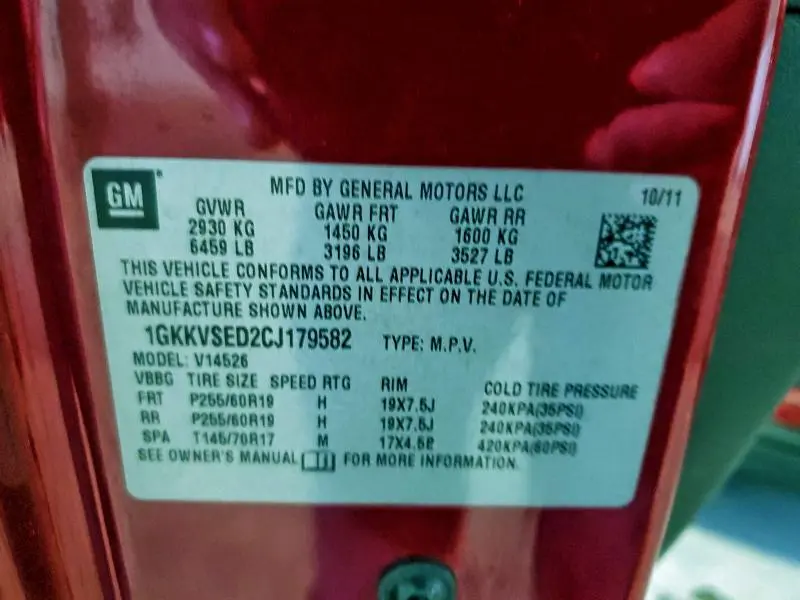 GM
MFD BY GENERAL MOTORS LLC 10/11
GVWR GAWR FRT GAWR RR
2930 KG 1450 KG 1600 KG
6459 LB 3196 LB 3527 LB
THIS VEHICLE CONFORMS TO ALL APPLICABLE U.S. FEDERAL MOTOR
VEHICLE SAFETY STANDARDS IN EFFECT ON THE DATE OF
MANUFACTURE SHOWN ABOVE.
1GKKVSED2CJ179582 TYPE: M.P.V.
MODEL: V14526
VBBG TIRE SIZE SPEED RTG RIM COLD TIRE PRESSURE
FRT P255/60R19 H 19X7.5J 240KPA(35PSI)
RR P255/60R19 H 19X7.5J 240KPA(35PSI)
SPA T145/70R17 M 17X4.5B 420KPA(60PSI)
SEE OWNER'S MANUAL FOR MORE INFORMATION.